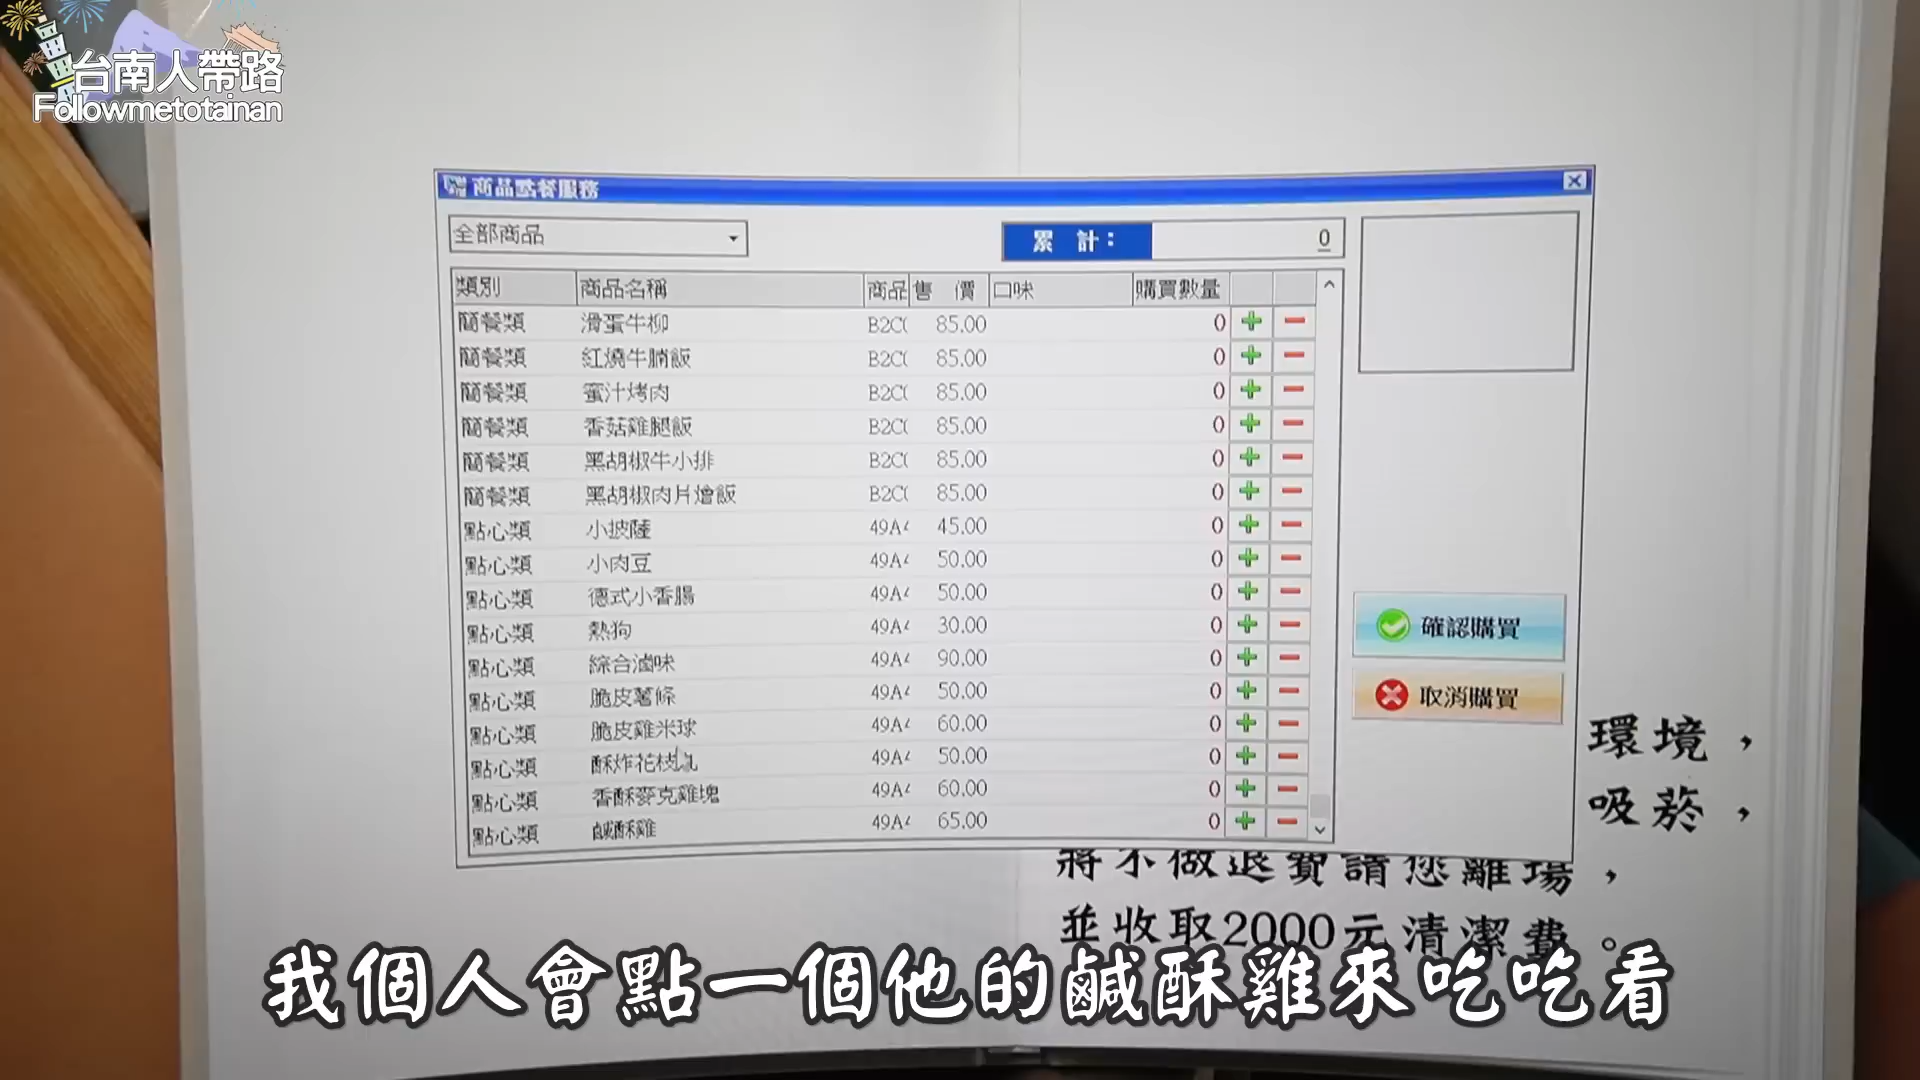 台南人帶路
Followmetotainan
商品點餐服務
全部商品
累 計： 0
類別 商品名稱 商品 售 價 口味 購買數量
簡餐類 滑蛋牛柳 B2C 85.00 0
簡餐類 紅燒牛腩飯 B2C 85.00 0
簡餐類 蜜汁烤肉 B2C 85.00 0
簡餐類 香菇雞腿飯 B2C 85.00 0
簡餐類 黑胡椒牛小排 B2C 85.00 0
簡餐類 黑胡椒肉片燴飯 B2C 85.00 0
點心類 小披薩 49A 45.00 0
點心類 小肉豆 49A 50.00 0
點心類 德式小香腸 49A 50.00 0
點心類 熱狗 49A 30.00 0
點心類 綜合滷味 49A 90.00 0
點心類 脆皮薯條 49A 50.00 0
點心類 脆皮雞米球 49A 60.00 0
點心類 酥炸花枝丸 49A 50.00 0
點心類 香酥麥克雞塊 49A 60.00 0
點心類 鹹酥雞 49A 65.00 0
確認購買
取消購買
環境，
吸菸，
將不做退費請您離場，
並收取2000元清潔費。
我個人會點一個他的鹹酥雞來吃吃看